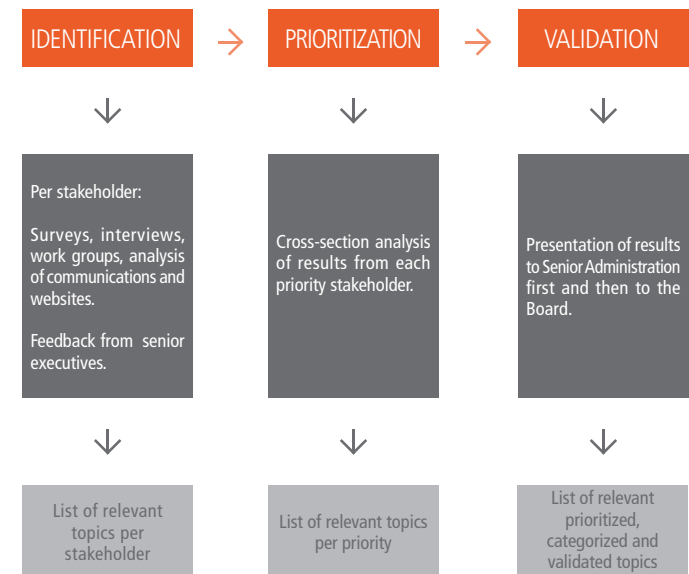 IDENTIFICATION
PRIORITIZATION
VALIDATION
Per stakeholder:
Surveys, interviews,
work groups, analysis
of communications and
websites.
Feedback from senior
executives.
Cross-section analysis
of results from each
priority stakeholder.
Presentation of results
to Senior Administration
first and then to the
Board.
List of relevant
topics per
stakeholder
List of relevant topics
per priority
List of relevant
prioritized,
categorized and
validated topics